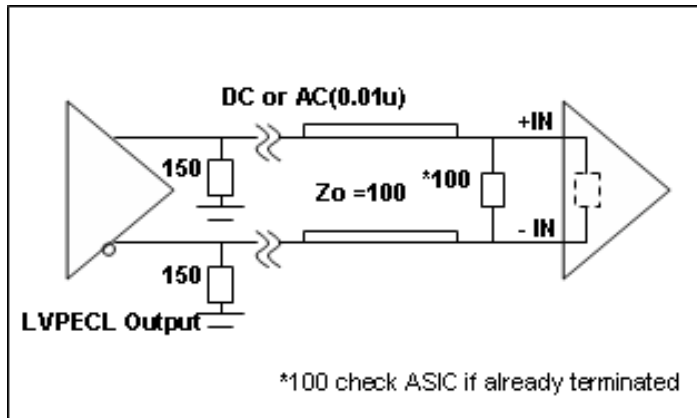 DC or AC(0.01u)
+IN
150
Zo =100
*100
- IN
150
LVPECL Output
*100 check ASIC if already terminated